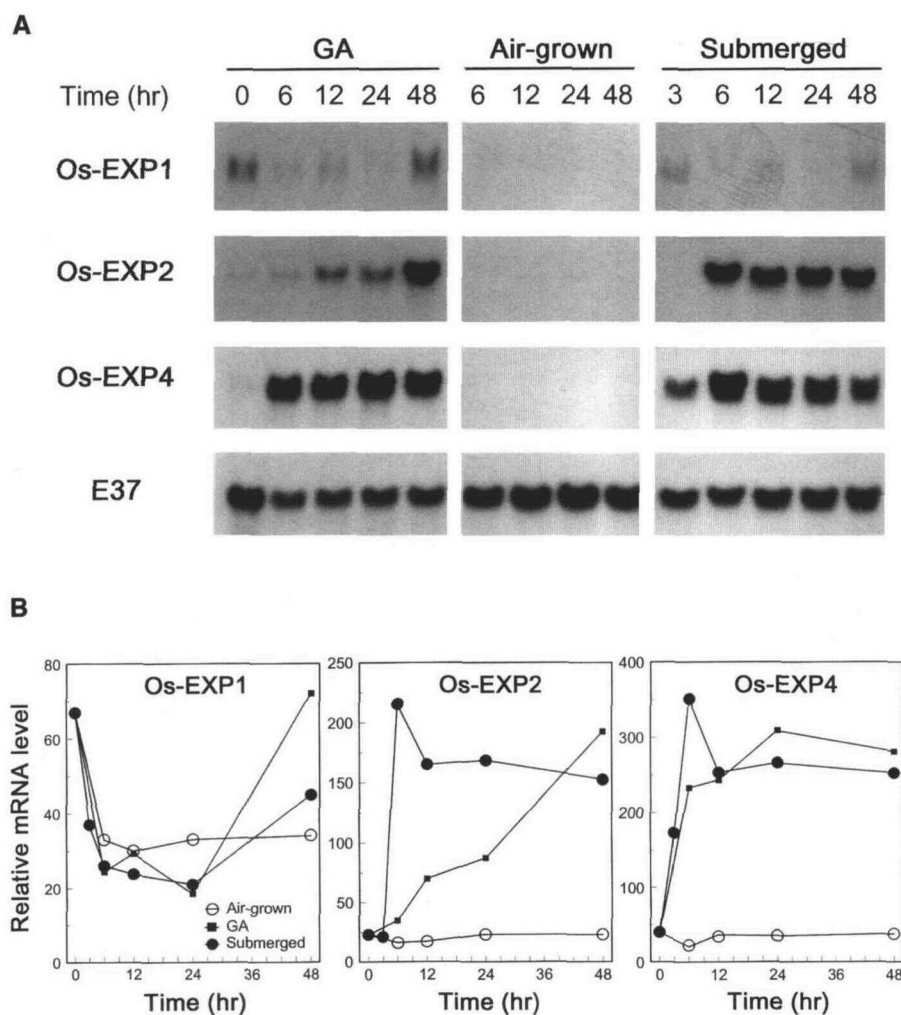 A
GA Air-grown Submerged
Time (hr) 0 6 12 24 48 6 12 24 48 3 6 12 24 48
Os-EXP1
Os-EXP2
Os-EXP4
E37
B
Relative mRNA level
80
60
40
20
0
Os-EXP1
Air-grown
GA
Submerged
0 12 24 36 48
Time (hr)
250
200
150
100
50
0
Os-EXP2
0 12 24 36 48
Time (hr)
400
300
200
100
0
Os-EXP4
0 12 24 36 48
Time (hr)